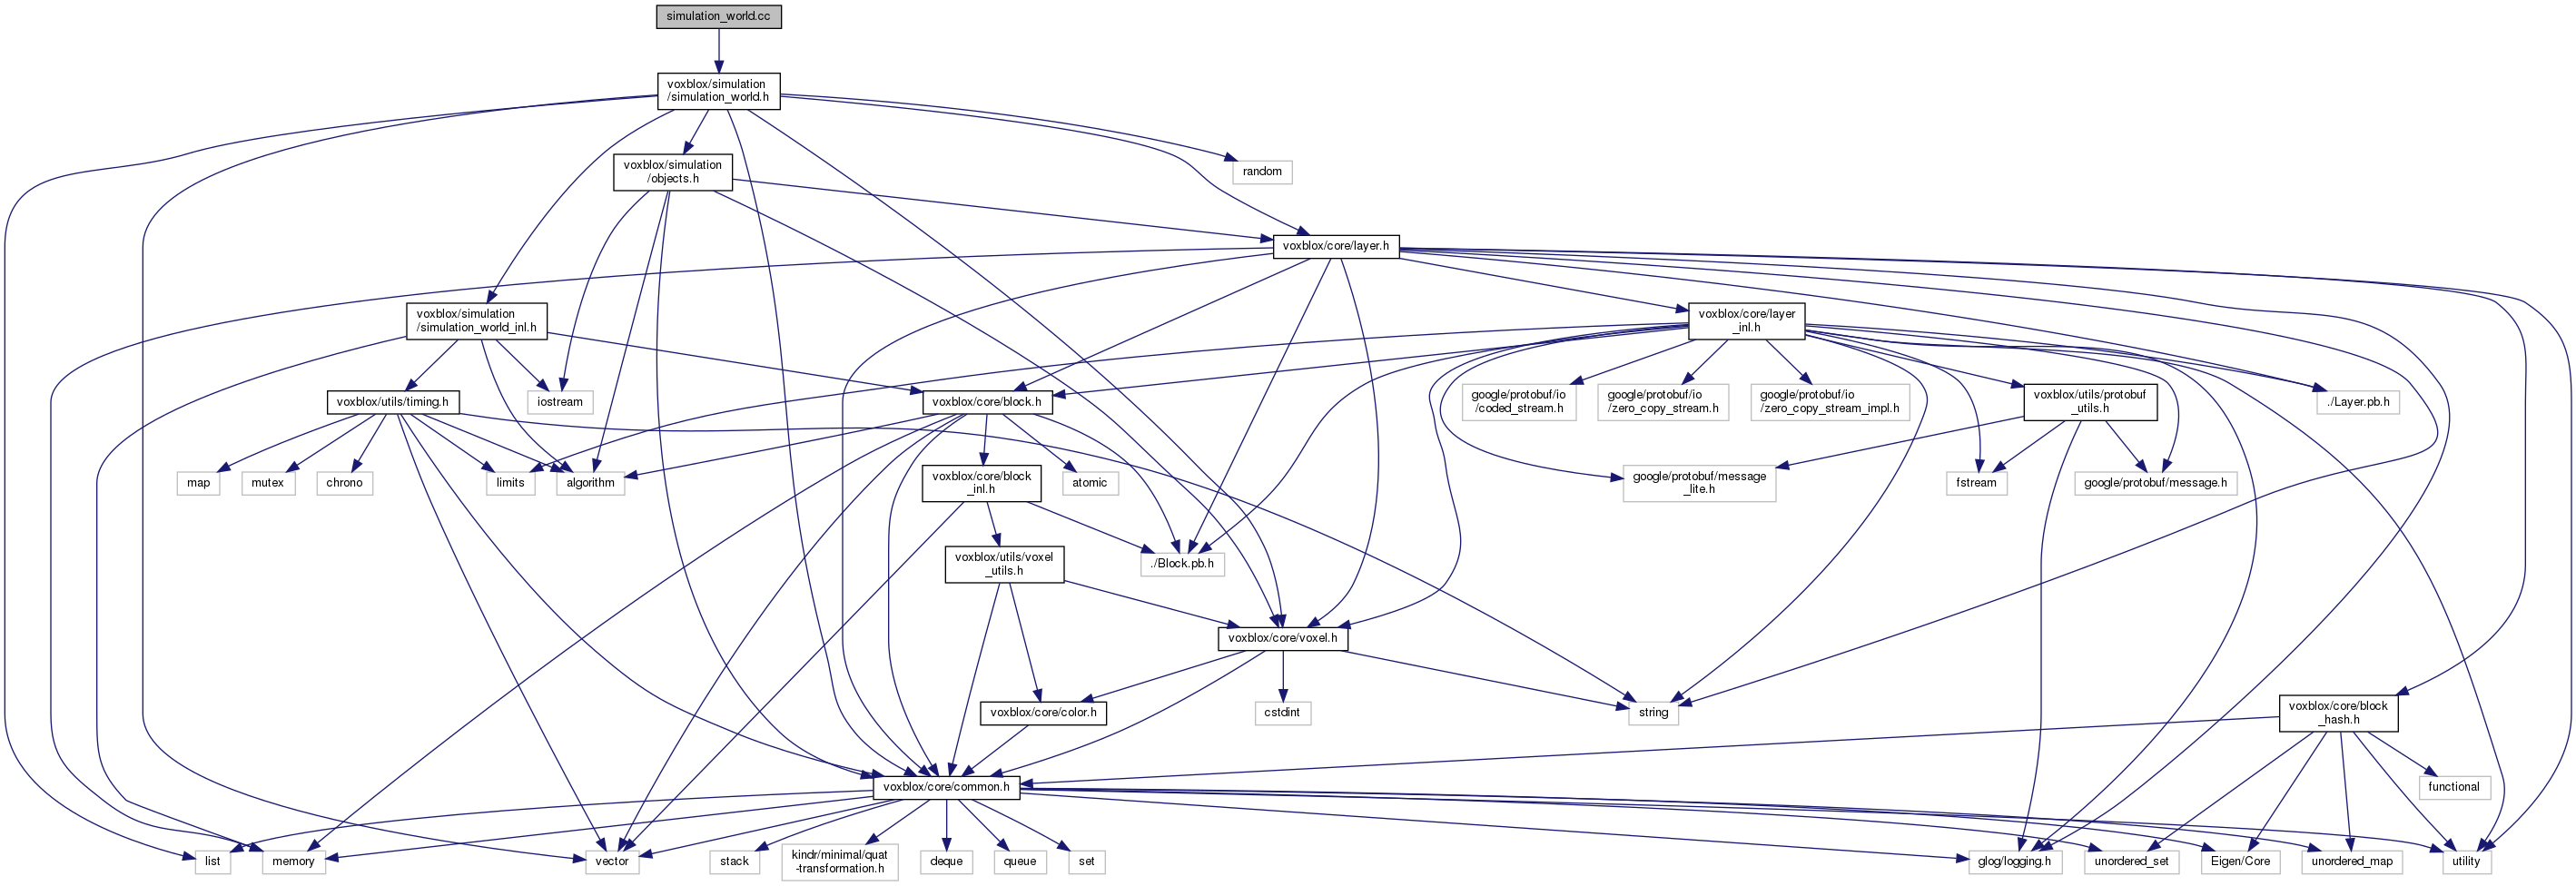 simulation_world.cc
voxblox/simulation
/simulation_world.h
voxblox/simulation
/objects.h
random
voxblox/core/layer.h
voxblox/simulation
/simulation_world_inl.h
voxblox/core/layer
_inl.h
voxblox/utils/timing.h
iostream
voxblox/core/block.h
google/protobuf/io
/coded_stream.h
google/protobuf/io
/zero_copy_stream.h
google/protobuf/io
/zero_copy_stream_impl.h
voxblox/utils/protobuf
_utils.h
./Layer.pb.h
map
mutex
chrono
limits
algorithm
voxblox/core/block
_inl.h
atomic
google/protobuf/message
_lite.h
fstream
google/protobuf/message.h
voxblox/utils/voxel
_utils.h
./Block.pb.h
voxblox/core/voxel.h
voxblox/core/color.h
cstdint
string
voxblox/core/block
_hash.h
voxblox/core/common.h
functional
list
memory
vector
stack
kindr/minimal/quat
-transformation.h
deque
queue
set
glog/logging.h
unordered_set
Eigen/Core
unordered_map
utility